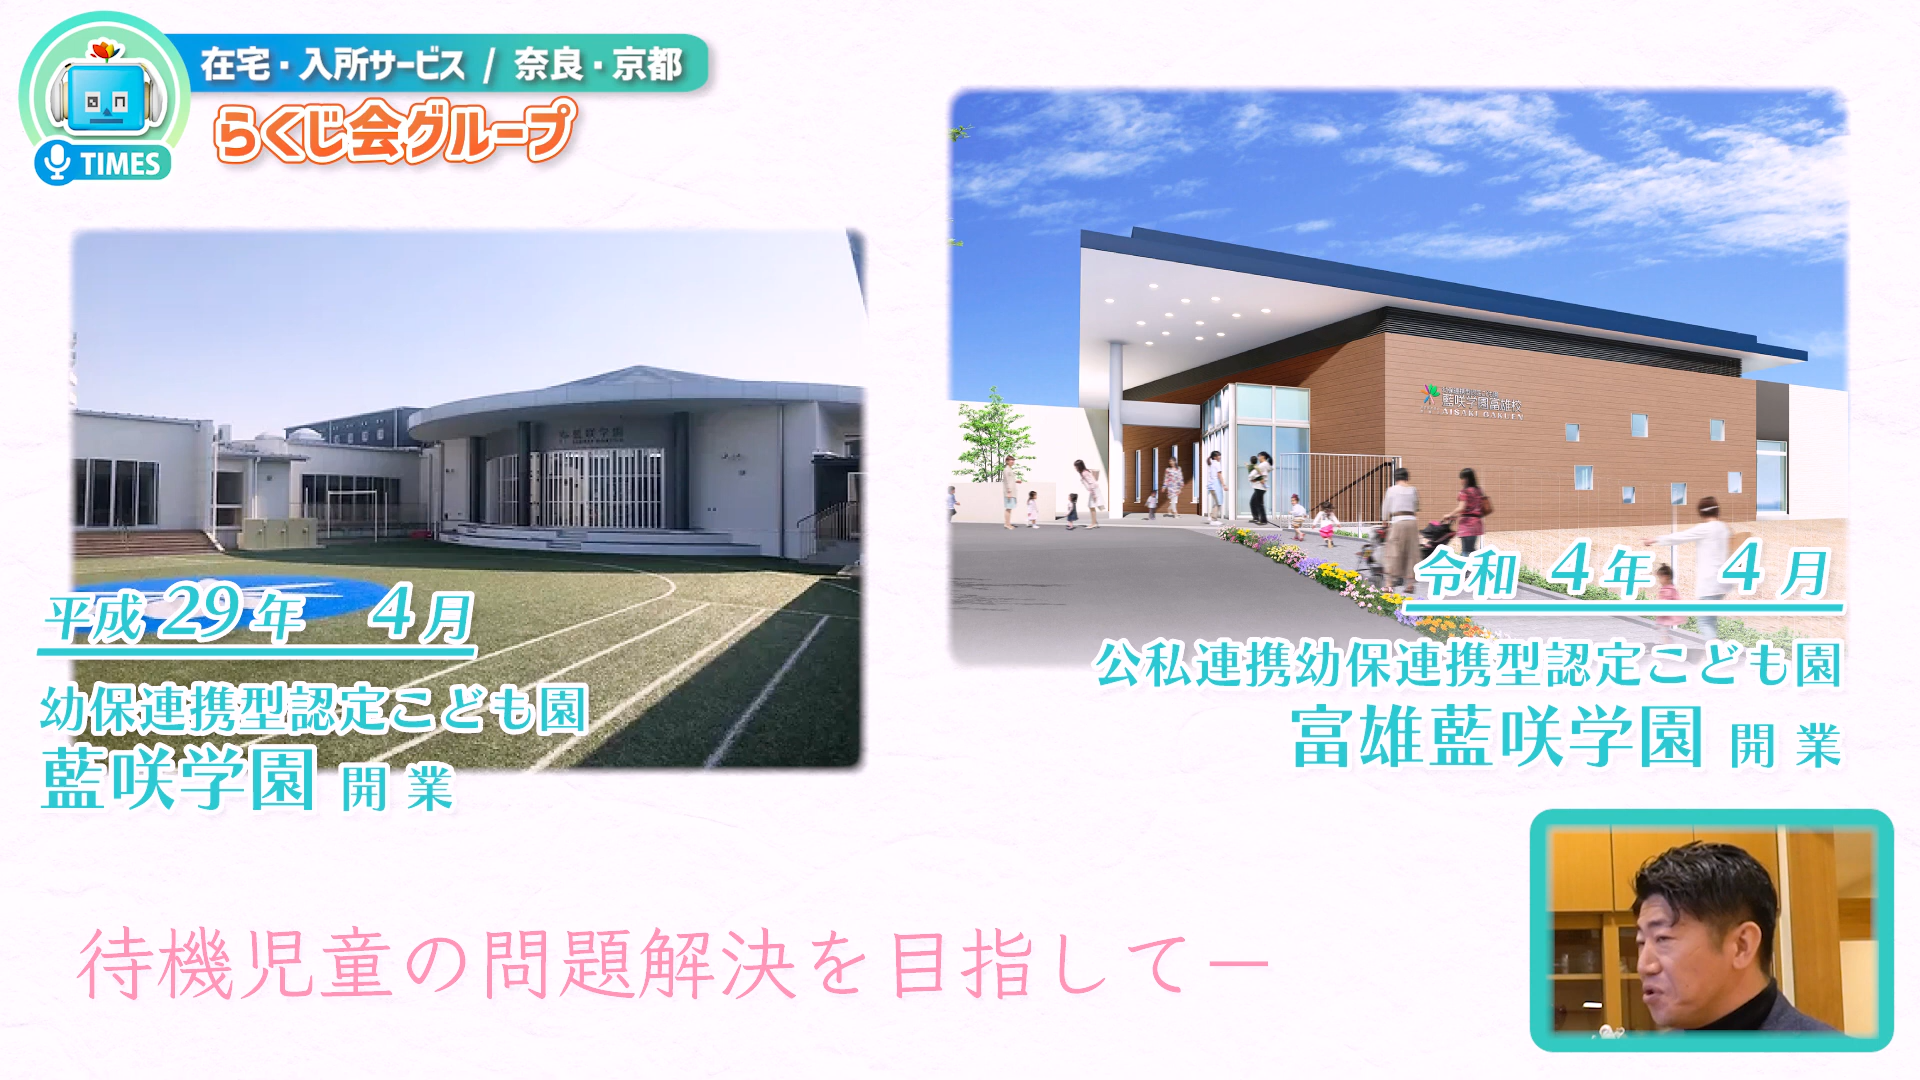 在宅・入所サービス / 奈良・京都
らくじ会グループ
TIMES
藍咲学園
平成 29 年 4 月
幼保連携型認定こども園
藍咲学園 開 業
藍咲学園富雄校
AISAKI GAKUEN
令和 4 年 4 月
公私連携幼保連携型認定こども園
富雄藍咲学園 開 業
待機児童の問題解決を目指してー